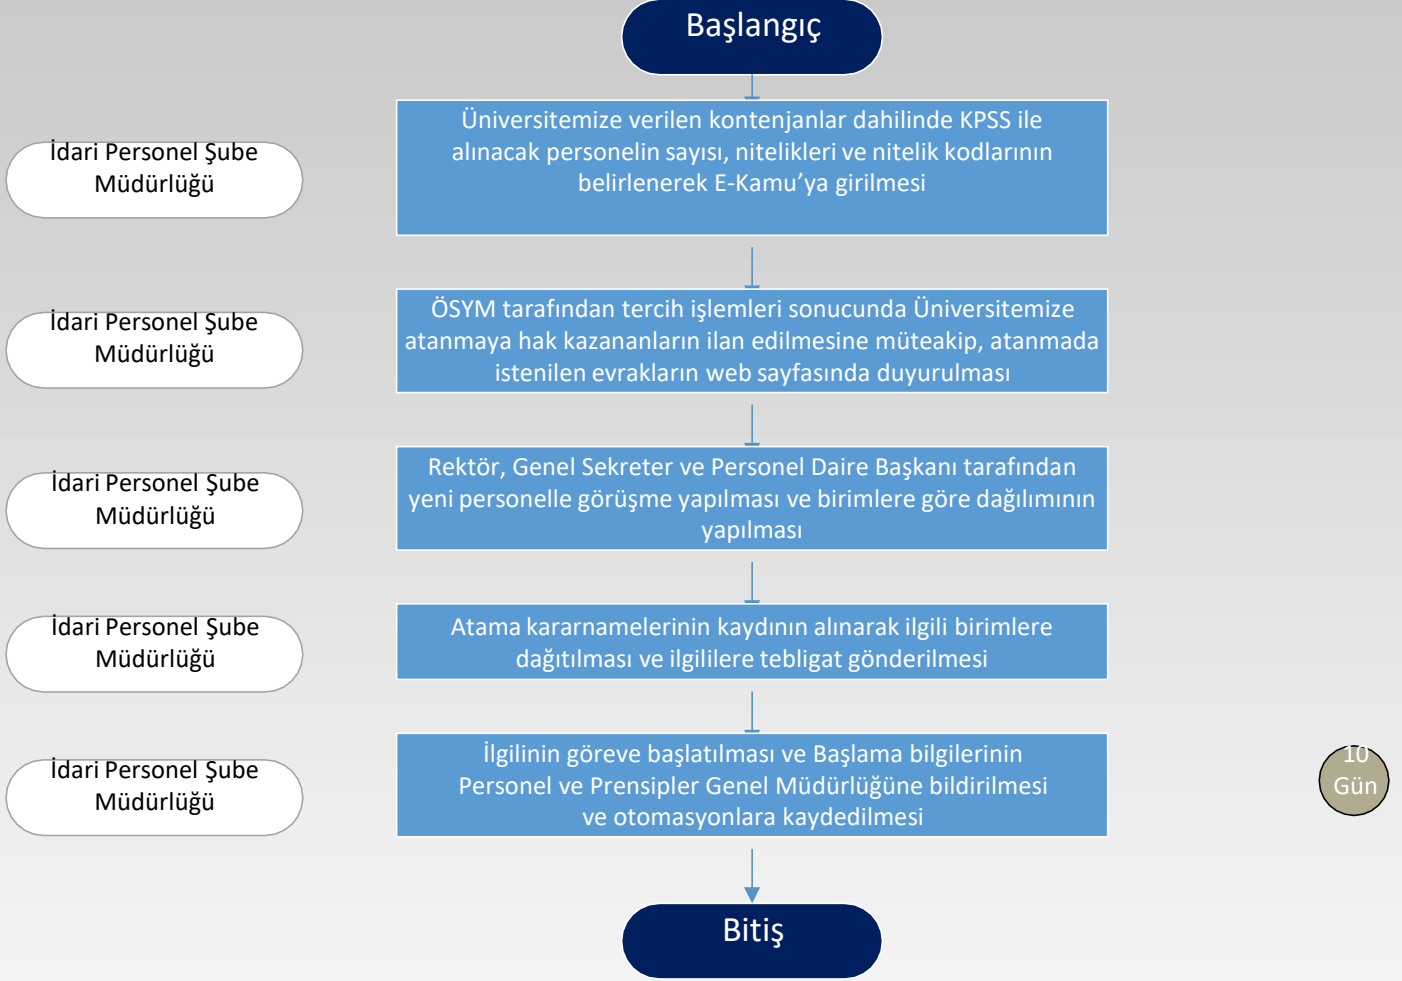 Başlangıç
İdari Personel Şube
Müdürlüğü
Üniversitemize verilen kontenjanlar dahilinde KPSS ile
alınacak personelin sayısı, nitelikleri ve nitelik kodlarının
belirlenerek E-Kamu’ya girilmesi
İdari Personel Şube
Müdürlüğü
ÖSYM tarafından tercih işlemleri sonucunda Üniversitemize
atanmaya hak kazananların ilan edilmesine müteakip, atanmada
istenilen evrakların web sayfasında duyurulması
İdari Personel Şube
Müdürlüğü
Rektör, Genel Sekreter ve Personel Daire Başkanı tarafından
yeni personelle görüşme yapılması ve birimlere göre dağılımının
yapılması
İdari Personel Şube
Müdürlüğü
Atama kararnamelerinin kaydının alınarak ilgili birimlere
dağıtılması ve ilgililere tebligat gönderilmesi
İdari Personel Şube
Müdürlüğü
İlgilinin göreve başlatılması ve Başlama bilgilerinin
Personel ve Prensipler Genel Müdürlüğüne bildirilmesi
ve otomasyonlara kaydedilmesi
10
Gün
Bitiş